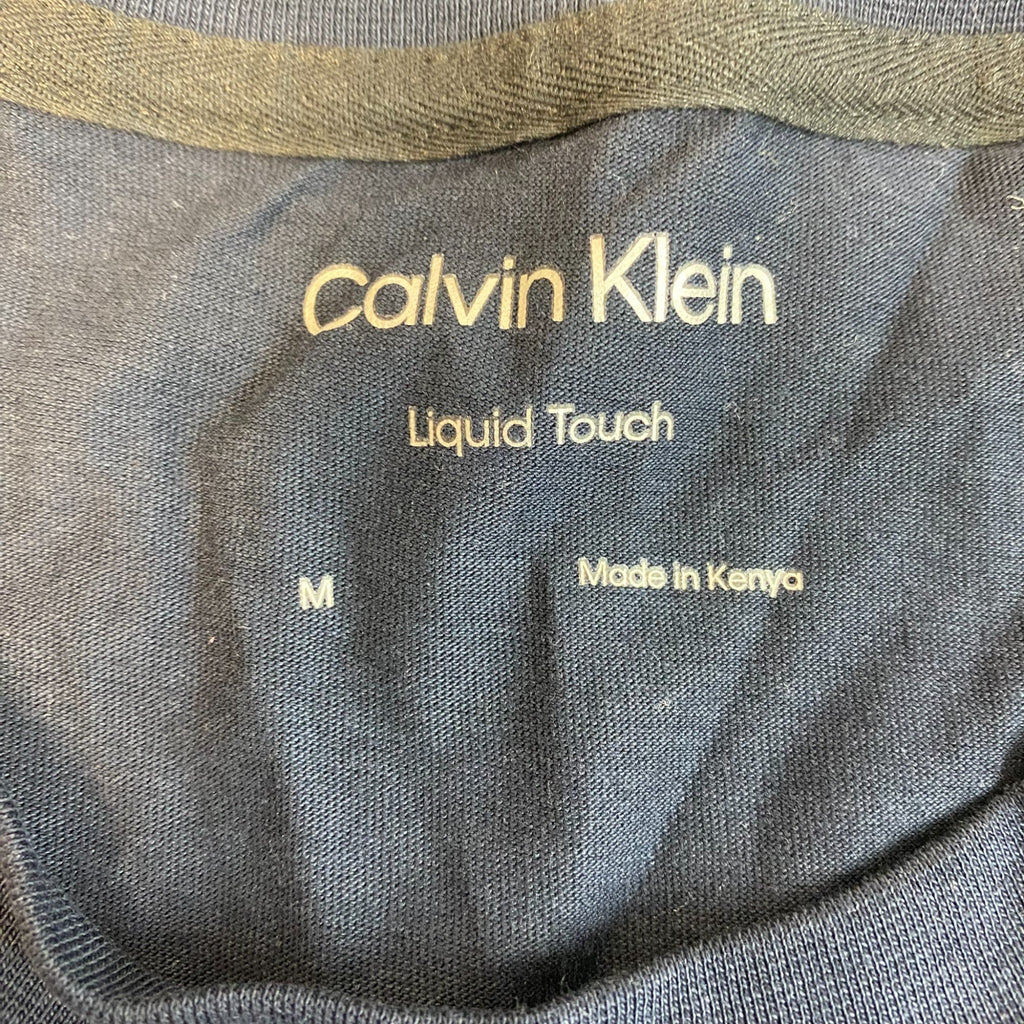 Calvin Klein
Liquid Touch
M Made in Kenya